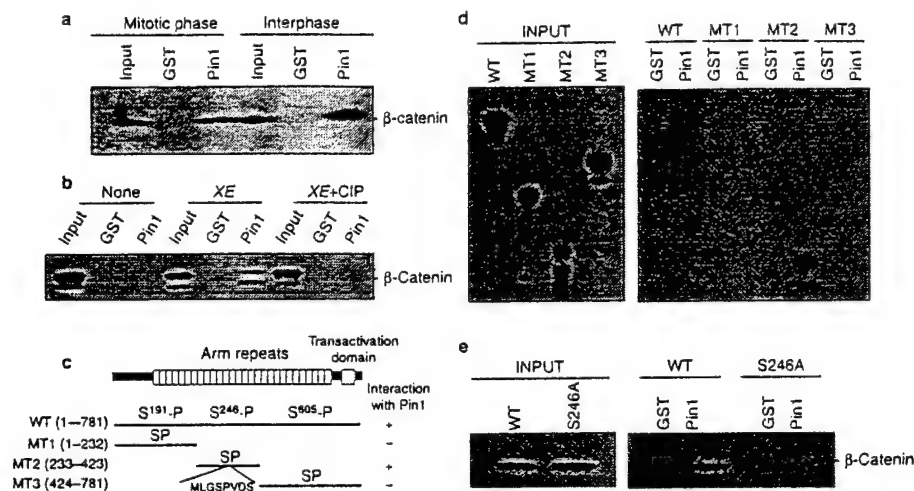 a
Mitotic phase Interphase
Input GST Pin1 Input GST Pin1
β-catenin
b
None XE XE+CIP
Input GST Pin1 Input GST Pin1 Input GST Pin1
β-Catenin
c
Arm repeats
Transactivation domain
Interaction with Pin1
S191-P S246-P S605-P
WT (1–781) +
SP
MT1 (1–232) –
SP
MT2 (233–423) +
MLGSPVDS
SP
MT3 (424–781) –
d
INPUT
WT MT1 MT2 MT3
WT MT1 MT2 MT3
GST Pin1 GST Pin1 GST Pin1 GST Pin1
e
INPUT
WT S246A
WT S246A
GST Pin1 GST Pin1
β-Catenin